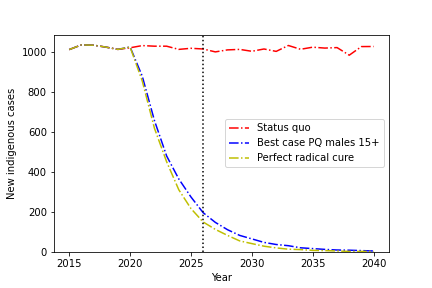 1000
800
600
400
200
0
New indigenous cases
Status quo
Best case PQ males 15+
Perfect radical cure
2015 2020 2025 2030 2035 2040
Year